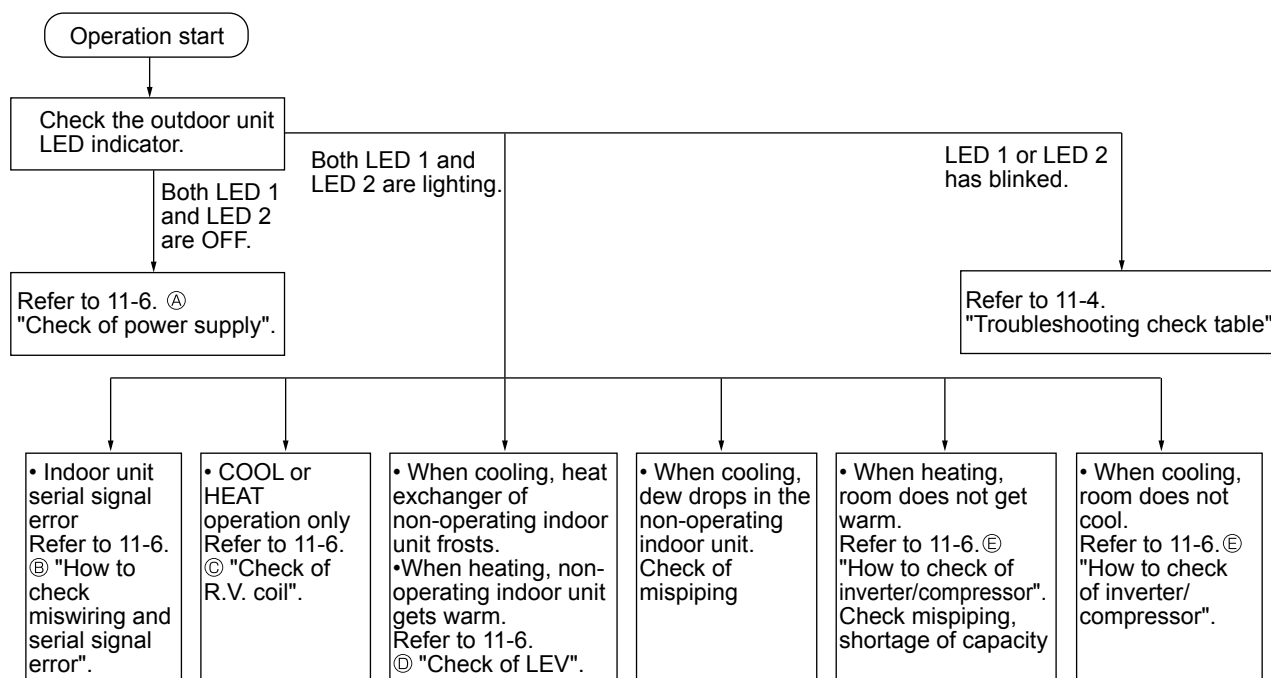 Operation start
Check the outdoor unit
LED indicator.
Both LED 1
and LED 2
are OFF.
Both LED 1 and
LED 2 are lighting.
LED 1 or LED 2
has blinked.
Refer to 11-6. Ⓐ
"Check of power supply".
Refer to 11-4.
"Troubleshooting check table"
• Indoor unit
serial signal
error
Refer to 11-6.
Ⓑ "How to
check
miswiring and
serial signal
error".
• COOL or
HEAT
operation only
Refer to 11-6.
Ⓒ "Check of
R.V. coil".
• When cooling, heat
exchanger of
non-operating indoor
unit frosts.
•When heating, non-
operating indoor unit
gets warm.
Refer to 11-6.
Ⓓ "Check of LEV".
• When cooling,
dew drops in the
non-operating
indoor unit.
Check of
mispiping
• When heating,
room does not get
warm.
Refer to 11-6.Ⓔ
"How to check of
inverter/compressor".
Check mispiping,
shortage of capacity
• When cooling,
room does not
cool.
Refer to 11-6.Ⓔ
"How to check
of inverter/
compressor".